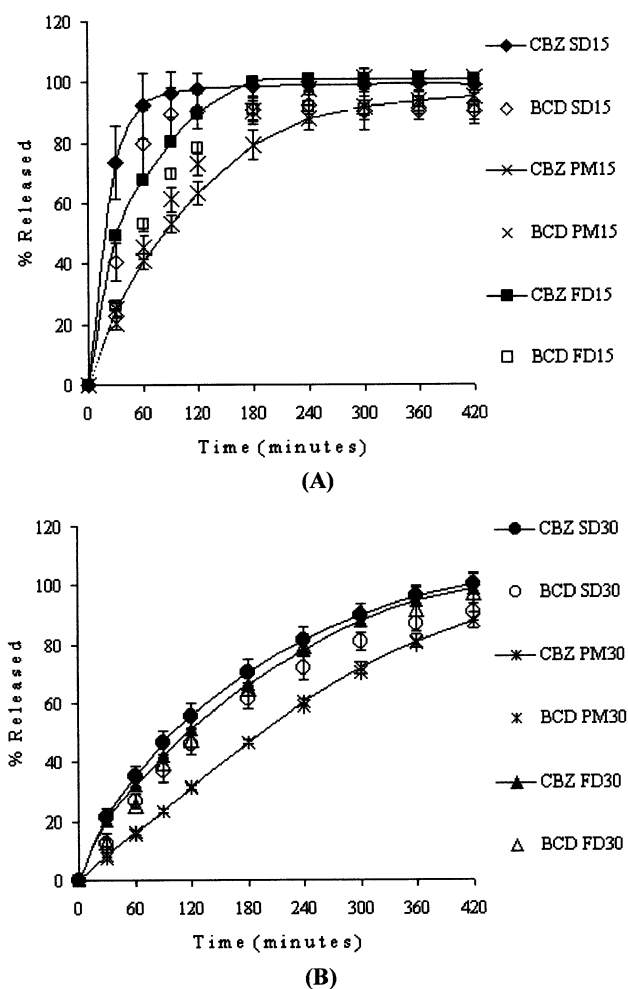 120
100
80
60
40
20
0
% Released
0 60 120 180 240 300 360 420
Time (minutes)
CBZ SD15
BCD SD15
CBZ PM15
BCD PM15
CBZ FD15
BCD FD15
(A)
120
100
80
60
40
20
0
% Released
0 60 120 180 240 300 360 420
Time (minutes)
CBZ SD30
BCD SD30
CBZ PM30
BCD PM30
CBZ FD30
BCD FD30
(B)